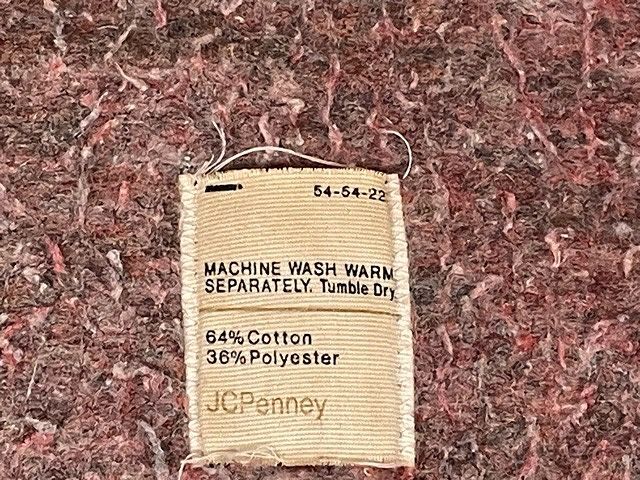 54-54-22
MACHINE WASH WARM
SEPARATELY. Tumble Dry
64% Cotton
36% Polyester
JCPenney